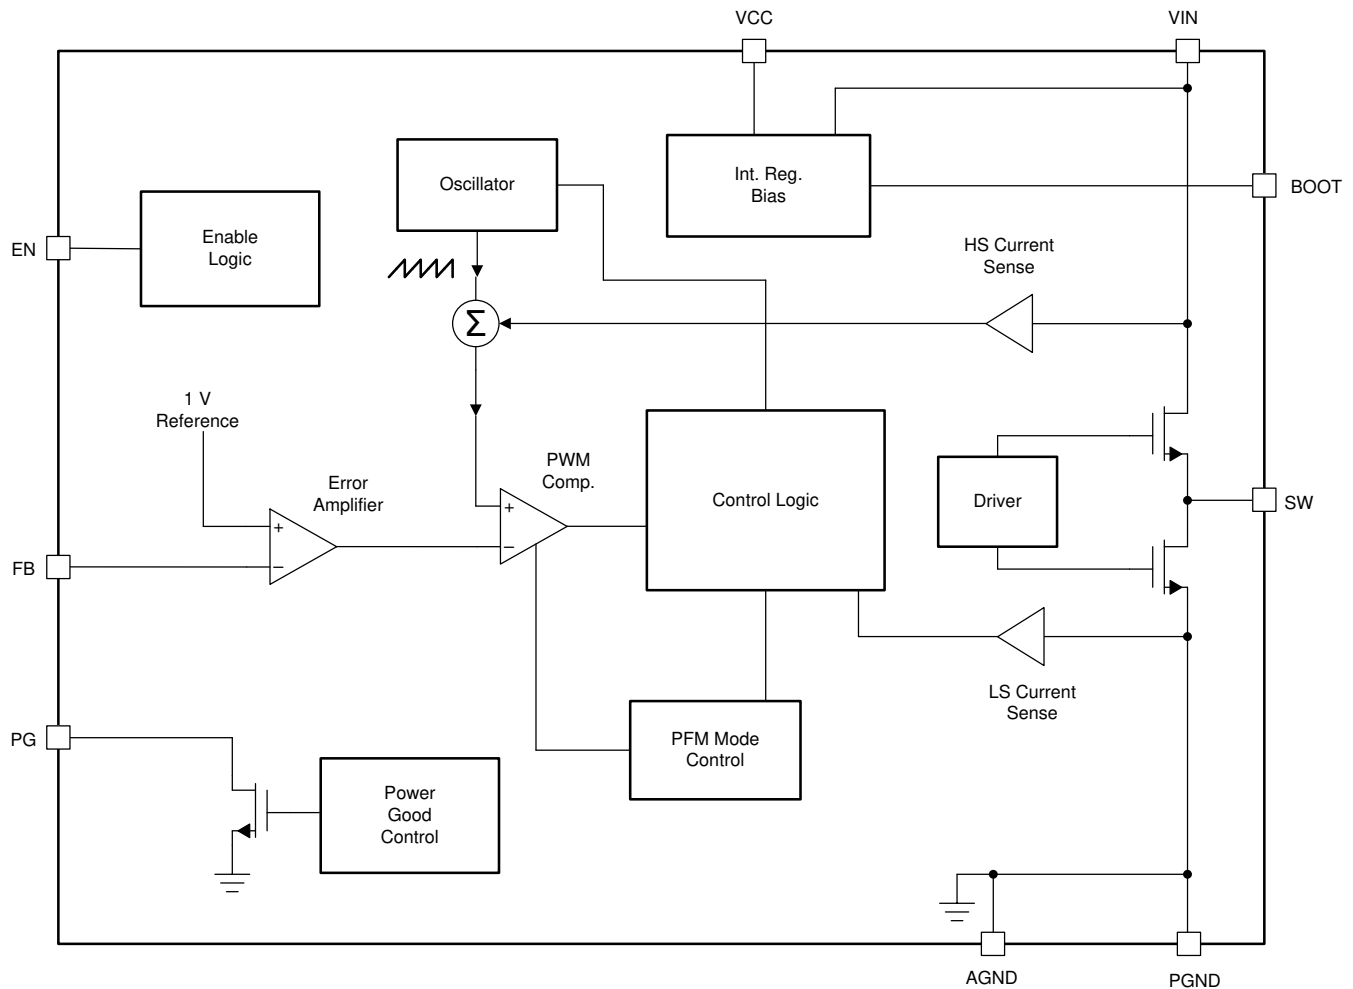 VCC
VIN
Oscillator
Int. Reg.
Bias
BOOT
Enable
Logic
EN
HS Current
Sense
Σ
1 V
Reference
Error
Amplifier
PWM
Comp.
+
−
+
−
Control Logic
Driver
SW
FB
LS Current
Sense
PG
PFM Mode
Control
Power
Good
Control
AGND
PGND